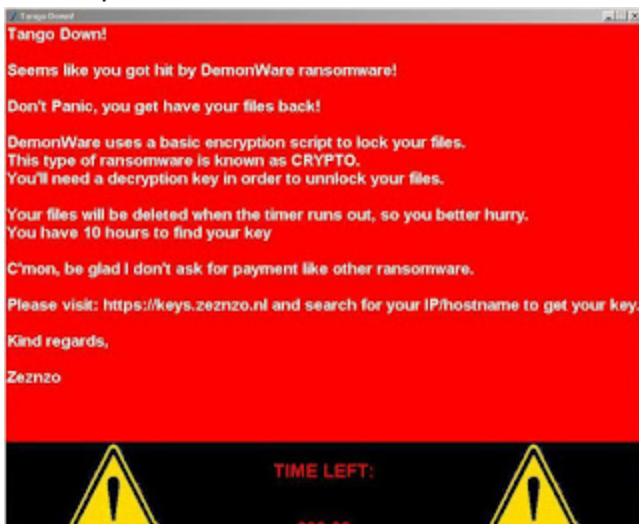 Tango Down!
Tango Down!
Seems like you got hit by DemonWare ransomware!
Don't Panic, you get have your files back!
DemonWare uses a basic encryption script to lock your files.
This type of ransomware is known as CRYPTO.
You'll need a decryption key in order to unnlock your files.
Your files will be deleted when the timer runs out, so you better hurry.
You have 10 hours to find your key
C'mon, be glad I don't ask for payment like other ransomware.
Please visit: https://keys.zeznzo.nl and search for your IP/hostname to get your key.
Kind regards,
Zeznzo
TIME LEFT: